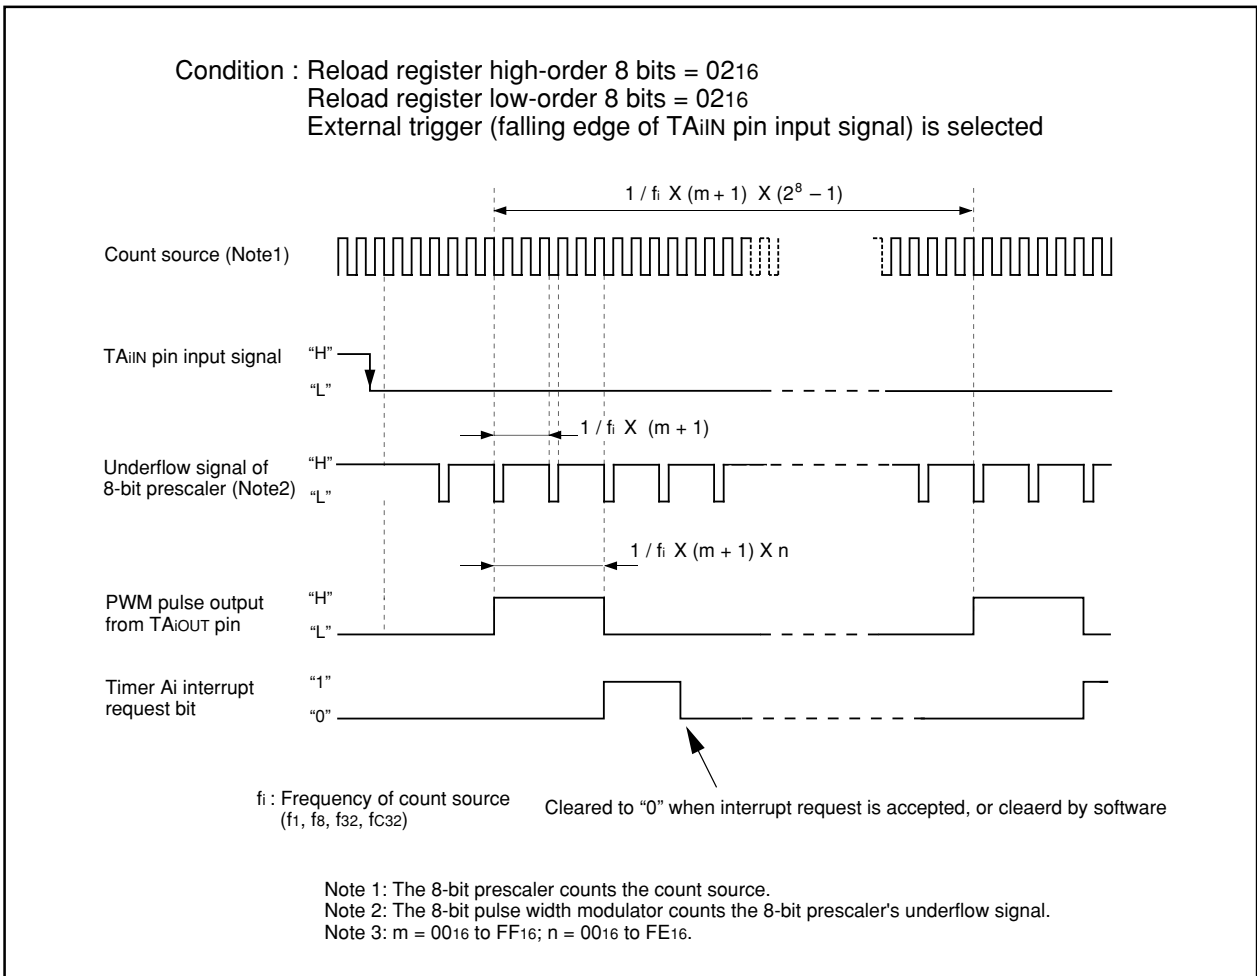 Condition : Reload register high-order 8 bits = 0216
Reload register low-order 8 bits = 0216
External trigger (falling edge of TAiIN pin input signal) is selected
1 / fi X (m + 1) X (2⁸ – 1)
Count source (Note1)
TAiIN pin input signal
“H”
“L”
1 / fi X (m + 1)
Underflow signal of
8-bit prescaler (Note2)
“H”
“L”
1 / fi X (m + 1) X n
PWM pulse output
from TAiOUT pin
“H”
“L”
Timer Ai interrupt
request bit
“1”
“0”
fi : Frequency of count source
(f1, f8, f32, fC32)
Cleared to “0” when interrupt request is accepted, or cleaerd by software
Note 1: The 8-bit prescaler counts the count source.
Note 2: The 8-bit pulse width modulator counts the 8-bit prescaler's underflow signal.
Note 3: m = 0016 to FF16; n = 0016 to FE16.